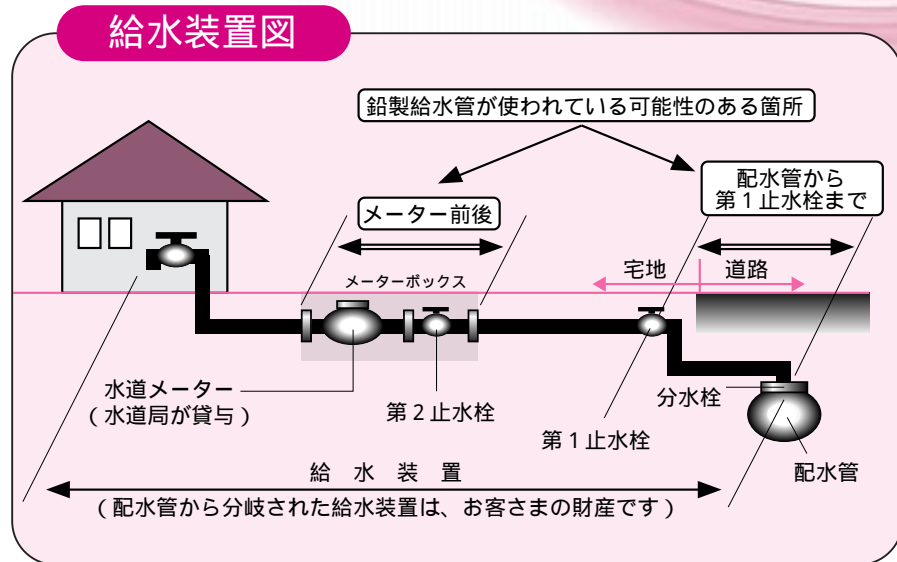 給水装置図
鉛製給水管が使われている可能性のある箇所
メーター前後
配水管から
第1止水栓まで
宅地
道路
メーターボックス
水道メーター
（水道局が貸与）
第2止水栓
第1止水栓
分水栓
配水管
給水装置
（配水管から分岐された給水装置は、お客さまの財産です）